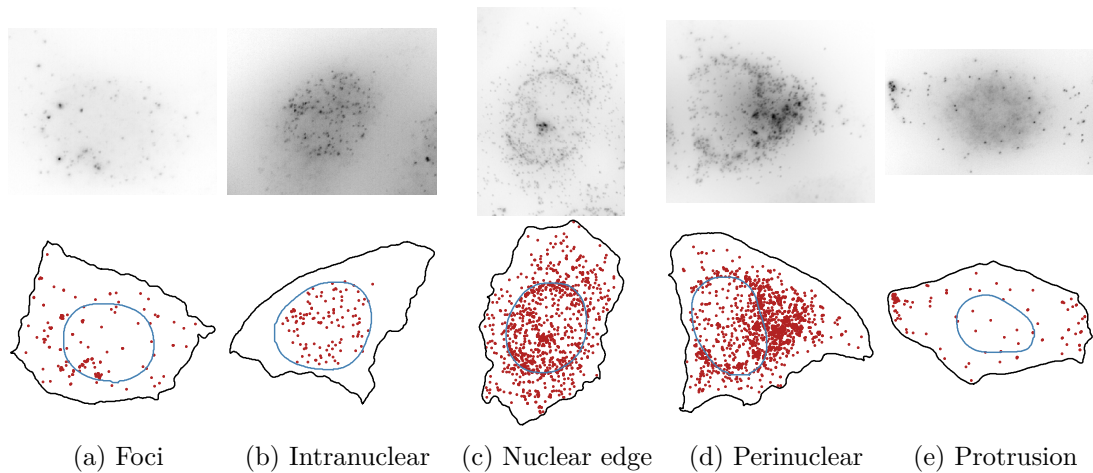 (a) Foci
(b) Intranuclear
(c) Nuclear edge
(d) Perinuclear
(e) Protrusion